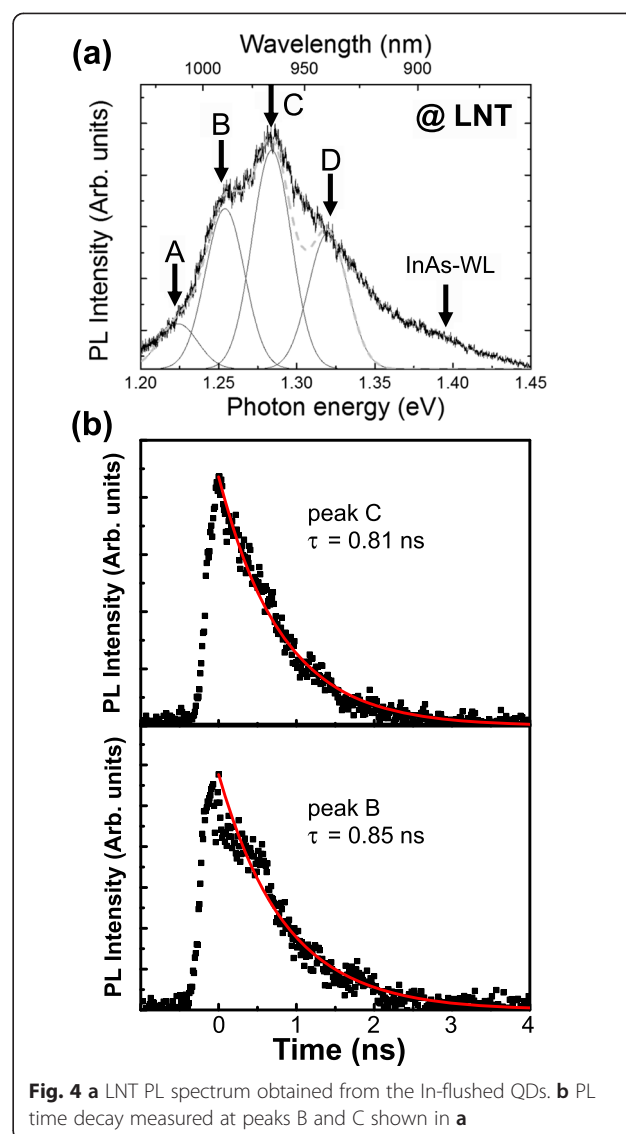 (a)
Wavelength (nm)
1000 950 900
PL Intensity (Arb. units)
@ LNT
A
B
C
D
InAs-WL
1.20 1.25 1.30 1.35 1.40 1.45
Photon energy (eV)
(b)
PL Intensity (Arb. units)
peak C
τ = 0.81 ns
PL Intensity (Arb. units)
peak B
τ = 0.85 ns
0 1 2 3 4
Time (ns)
Fig. 4 a LNT PL spectrum obtained from the In-flushed QDs. b PL
time decay measured at peaks B and C shown in a